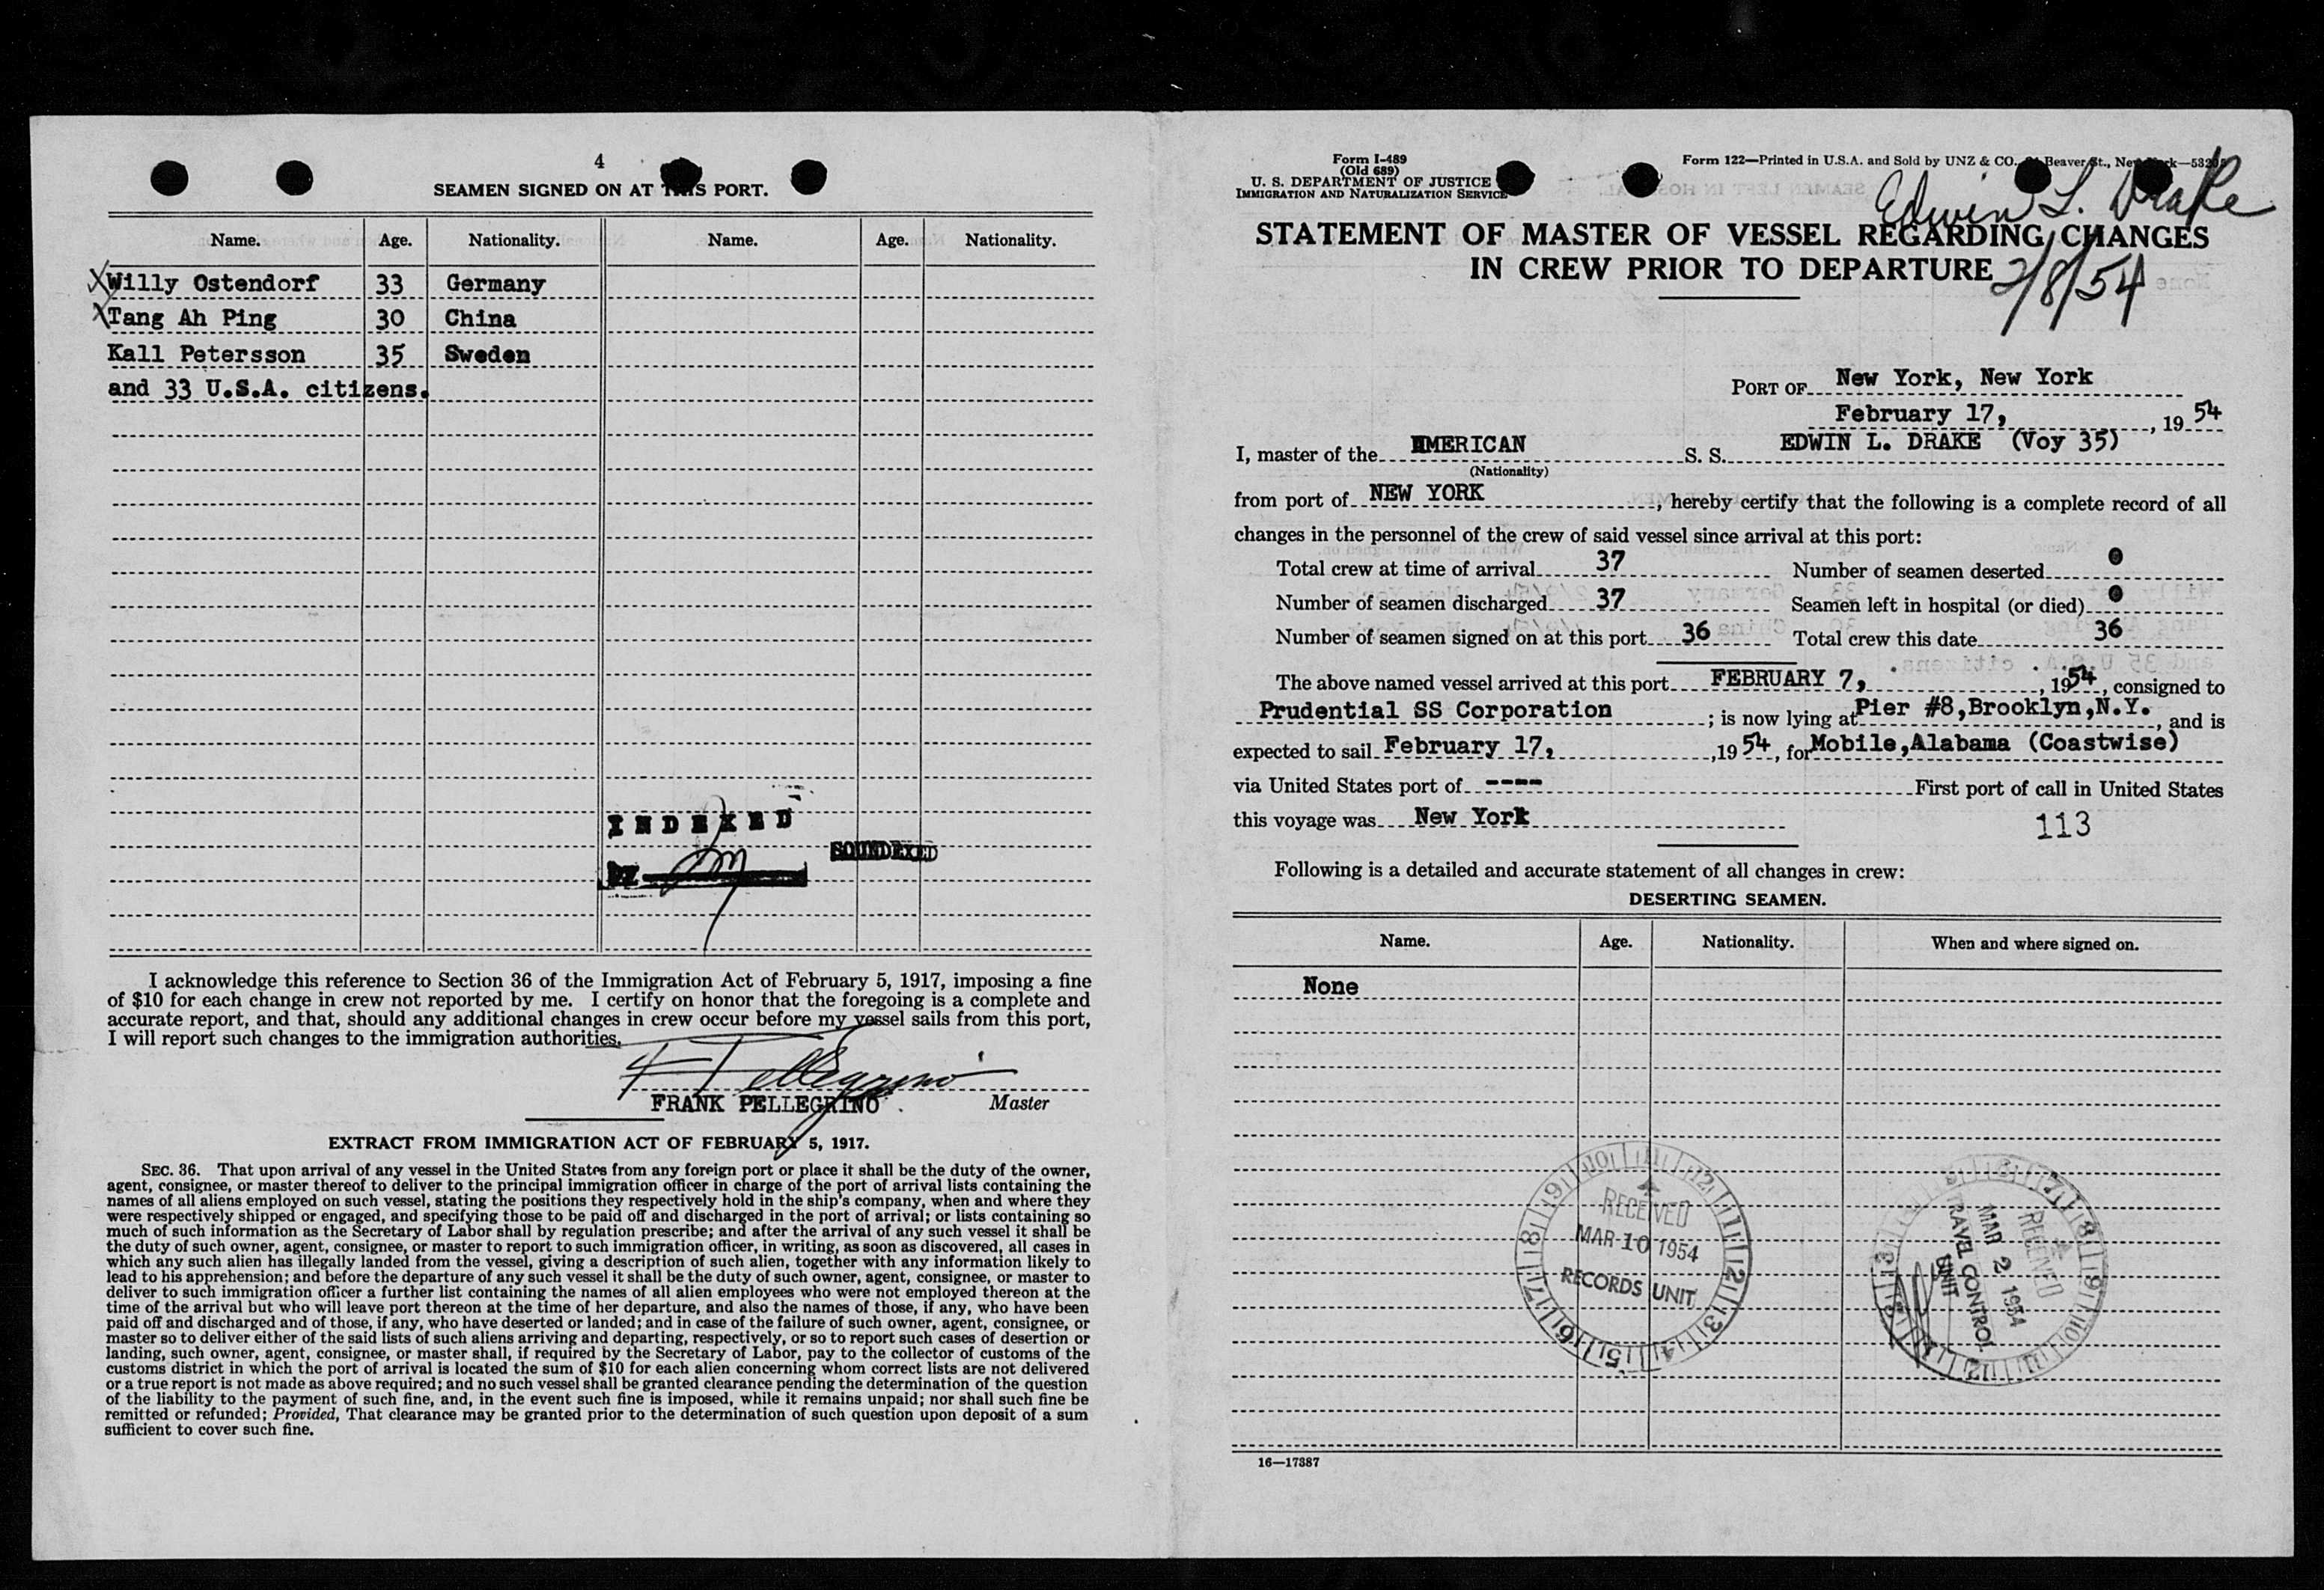 4
SEAMEN SIGNED ON AT THIS PORT.
Name. Age. Nationality. Name. Age. Nationality.
X Willy Ostendorf 33 Germany
X Tang Ah Ping 30 China
Kall Petersson 35 Sweden
and 33 U.S.A. citizens.
INDEXED
SOUNDEXED
BY
I acknowledge this reference to Section 36 of the Immigration Act of February 5, 1917, imposing a fine
of $10 for each change in crew not reported by me. I certify on honor that the foregoing is a complete and
accurate report, and that, should any additional changes in crew occur before my vessel sails from this port,
I will report such changes to the immigration authorities.
F Pellegrino
FRANK PELLEGRINO Master
EXTRACT FROM IMMIGRATION ACT OF FEBRUARY 5, 1917.
SEC. 36. That upon arrival of any vessel in the United States from any foreign port or place it shall be the duty of the owner,
agent, consignee, or master thereof to deliver to the principal immigration officer in charge of the port of arrival lists containing the
names of all aliens employed on such vessel, stating the positions they respectively hold in the ship's company, when and where they
were respectively shipped or engaged, and specifying those to be paid off and discharged in the port of arrival; or lists containing so
much of such information as the Secretary of Labor shall by regulation prescribe; and after the arrival of any such vessel it shall be
the duty of such owner, agent, consignee, or master to report to such immigration officer, in writing, as soon as discovered, all cases in
which any such alien has illegally landed from the vessel, giving a description of such alien, together with any information likely to
lead to his apprehension; and before the departure of any such vessel it shall be the duty of such owner, agent, consignee, or master to
deliver to such immigration officer a further list containing the names of all alien employees who were not employed thereon at the
time of the arrival but who will leave port thereon at the time of her departure, and also the names of those, if any, who have been
paid off and discharged and of those, if any, who have deserted or landed; and in case of the failure of such owner, agent, consignee, or
master so to deliver either of the said lists of such aliens arriving and departing, respectively, or so to report such cases of desertion or
landing, such owner, agent, consignee, or master shall, if required by the Secretary of Labor, pay to the collector of customs of the
customs district in which the port of arrival is located the sum of $10 for each alien concerning whom correct lists are not delivered
or a true report is not made as above required; and no such vessel shall be granted clearance pending the determination of the question
of the liability to the payment of such fine, and, in the event such fine is imposed, while it remains unpaid; nor shall such fine be
remitted or refunded; Provided, That clearance may be granted prior to the determination of such question upon deposit of a sum
sufficient to cover such fine.
Form I-489
(Old 689)
U. S. DEPARTMENT OF JUSTICE
IMMIGRATION AND NATURALIZATION SERVICE
Form 122—Printed in U.S.A. and Sold by UNZ & CO., Beaver St., New York
Edwin L. Drake
STATEMENT OF MASTER OF VESSEL REGARDING CHANGES
IN CREW PRIOR TO DEPARTURE
2/8/54
PORT OF New York, New York
February 17, , 19 54
I, master of the AMERICAN S. S. EDWIN L. DRAKE (Voy 35)
(Nationality)
from port of NEW YORK, hereby certify that the following is a complete record of all
changes in the personnel of the crew of said vessel since arrival at this port:
Total crew at time of arrival 37 Number of seamen deserted 0
Number of seamen discharged 37 Seamen left in hospital (or died) 0
Number of seamen signed on at this port 36 Total crew this date 36
The above named vessel arrived at this port FEBRUARY 7, , 1954, consigned to
Prudential SS Corporation ; is now lying at Pier #8,Brooklyn,N.Y. , and is
expected to sail February 17, ,19 54, for Mobile,Alabama (Coastwise)
via United States port of ---- First port of call in United States
this voyage was New York
113
Following is a detailed and accurate statement of all changes in crew:
DESERTING SEAMEN.
Name. Age. Nationality. When and where signed on.
None
RECEIVED
MAR 10 1954
RECORDS UNIT
RECEIVED
MAR 2 1954
TRAVEL CONTROL
UNIT
16—17387